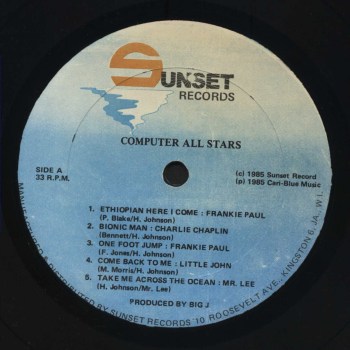 SUNSET
RECORDS
COMPUTER ALL STARS
SIDE A
33 R.P.M.
(c) 1985 Sunset Record
(p) 1985 Cari-Blue Music
1. ETHIOPIAN HERE I COME : FRANKIE PAUL
(P. Blake/H. Johnson)
2. BIONIC MAN : CHARLIE CHAPLIN
(Bennett/H. Johnson)
3. ONE FOOT JUMP : FRANKIE PAUL
(F. Jones/H. Johnson)
4. COME BACK TO ME : LITTLE JOHN
(M. Morris/H. Johnson)
5. TAKE ME ACROSS THE OCEAN : MR. LEE
(H. Johnson/Mr. Lee)
PRODUCED BY BIG J
DISTRIBUTED BY SUNSET RECORDS '10 ROOSEVELT AVE., KINGSTON 6, JA. W.I.